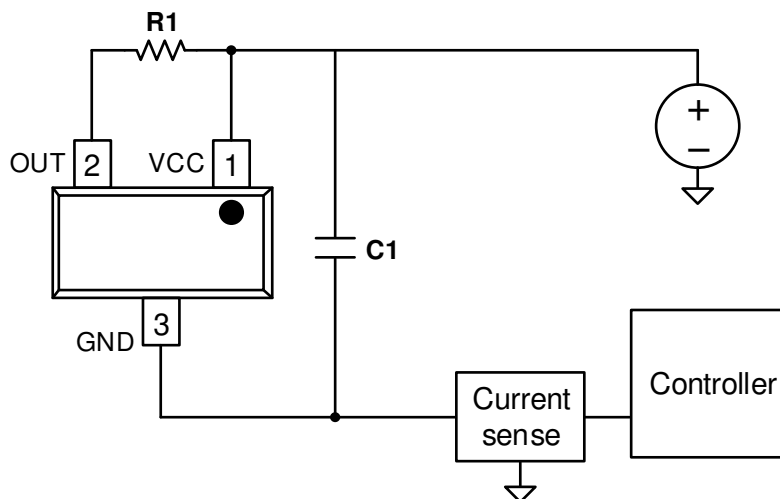 R1
OUT 2 VCC 1
+
−
C1
3
GND
Current
sense
Controller